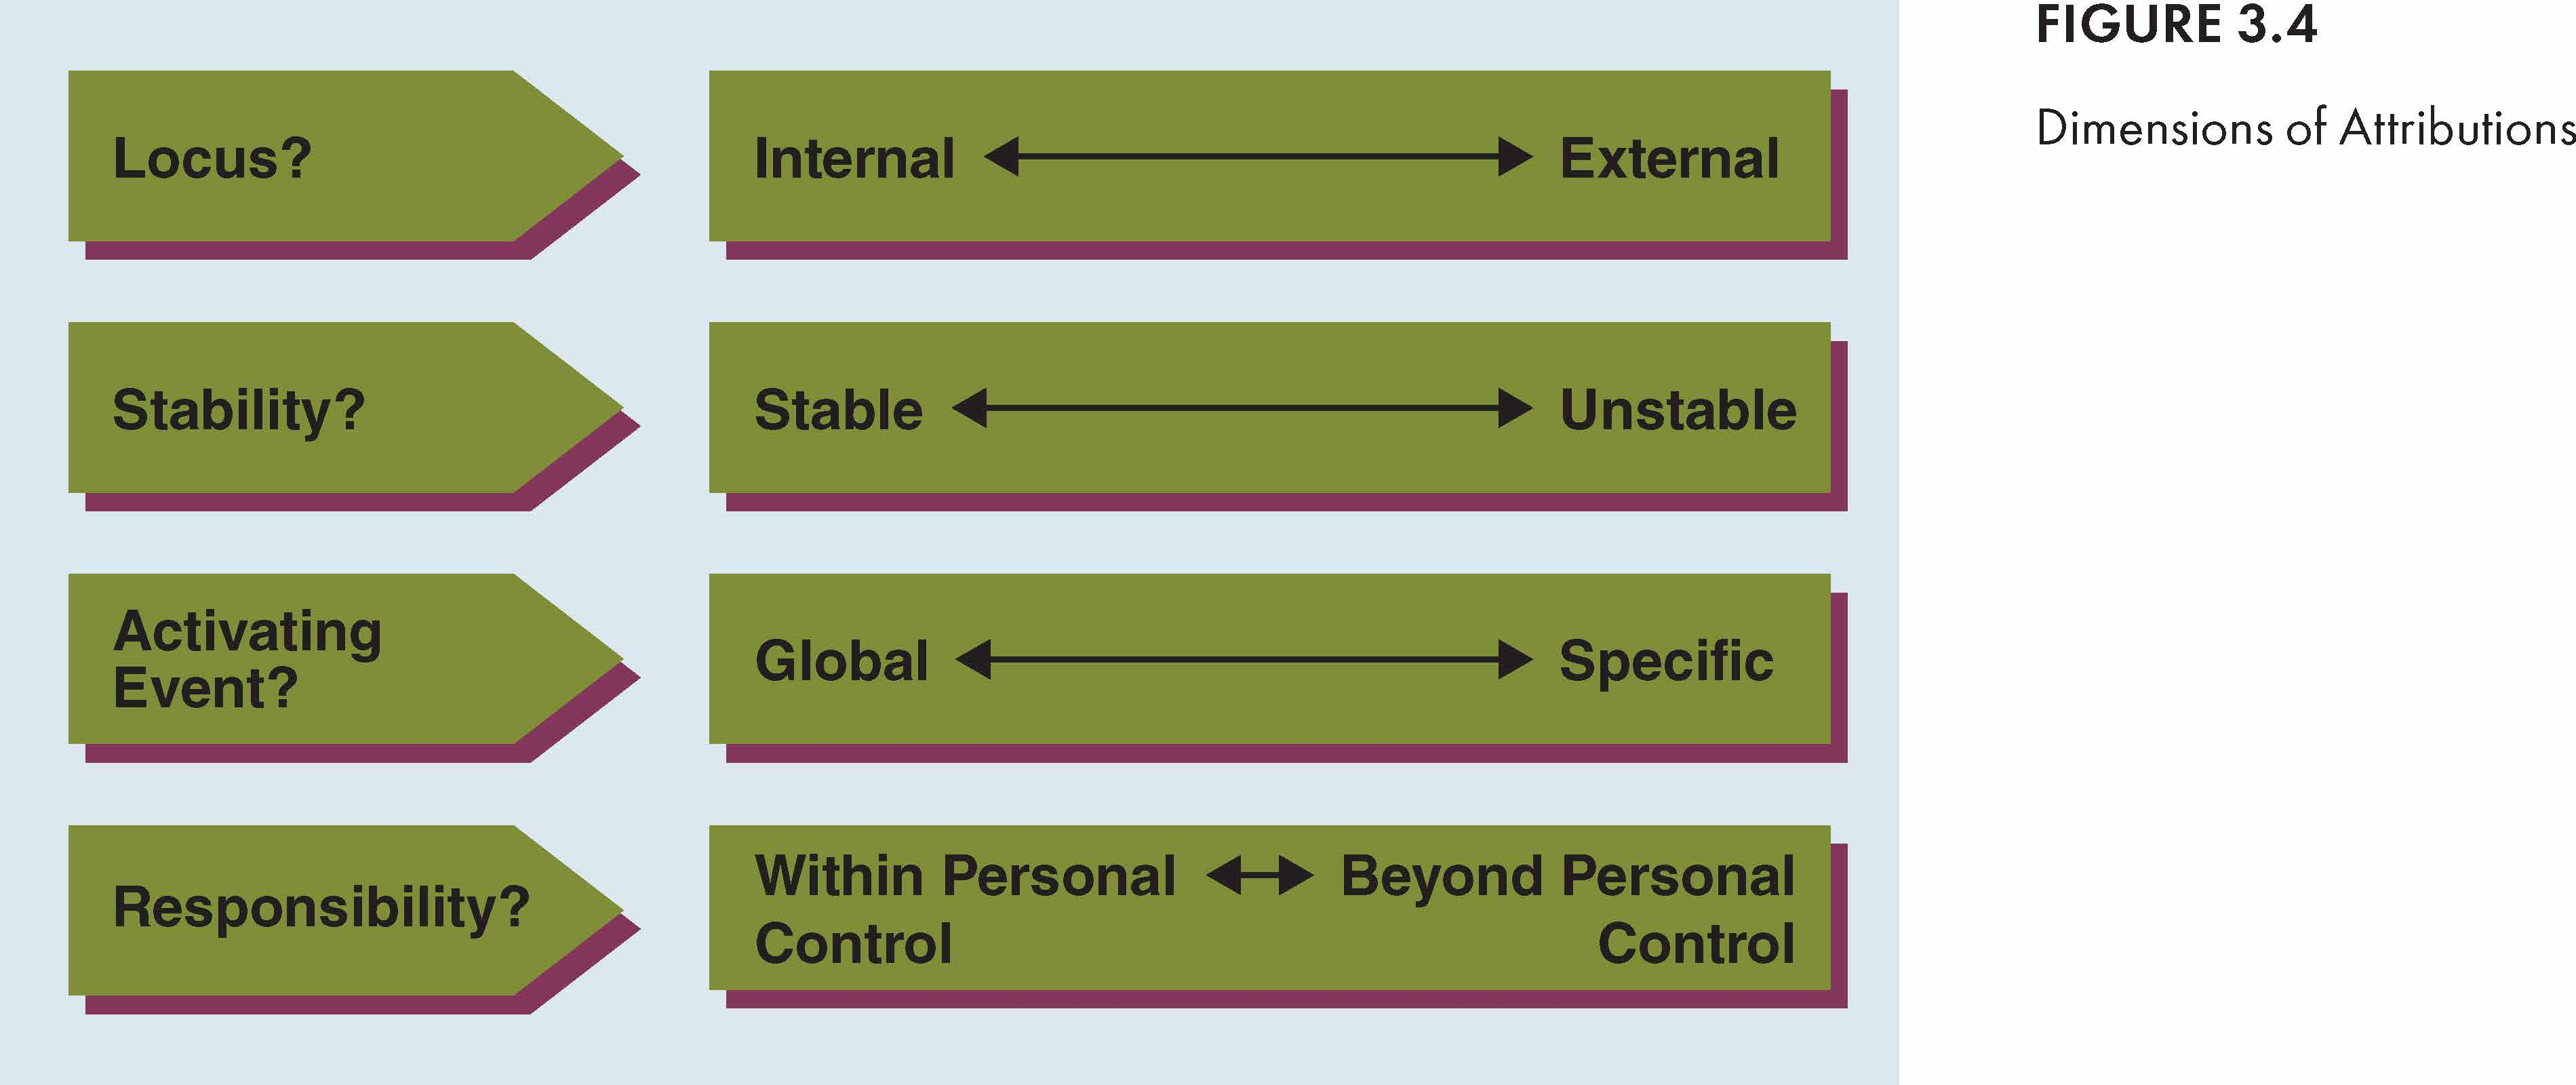 FIGURE 3.4
Dimensions of Attributions
Locus?
Internal External
Stability?
Stable Unstable
Activating
Event?
Global Specific
Responsibility?
Within Personal Beyond Personal
Control Control